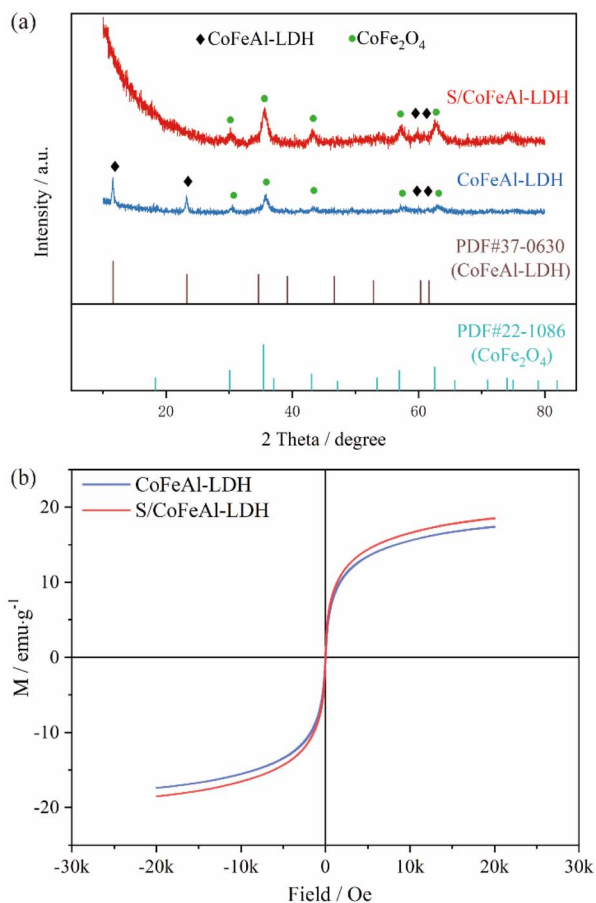 (a)
◆ CoFeAl-LDH ● CoFe₂O₄
S/CoFeAl-LDH
CoFeAl-LDH
PDF#37-0630
(CoFeAl-LDH)
PDF#22-1086
(CoFe₂O₄)
Intensity / a.u.
20 40 60 80
2 Theta / degree
(b)
CoFeAl-LDH
S/CoFeAl-LDH
20
10
0
-10
-20
M / emu·g⁻¹
-30k -20k -10k 0 10k 20k 30k
Field / Oe